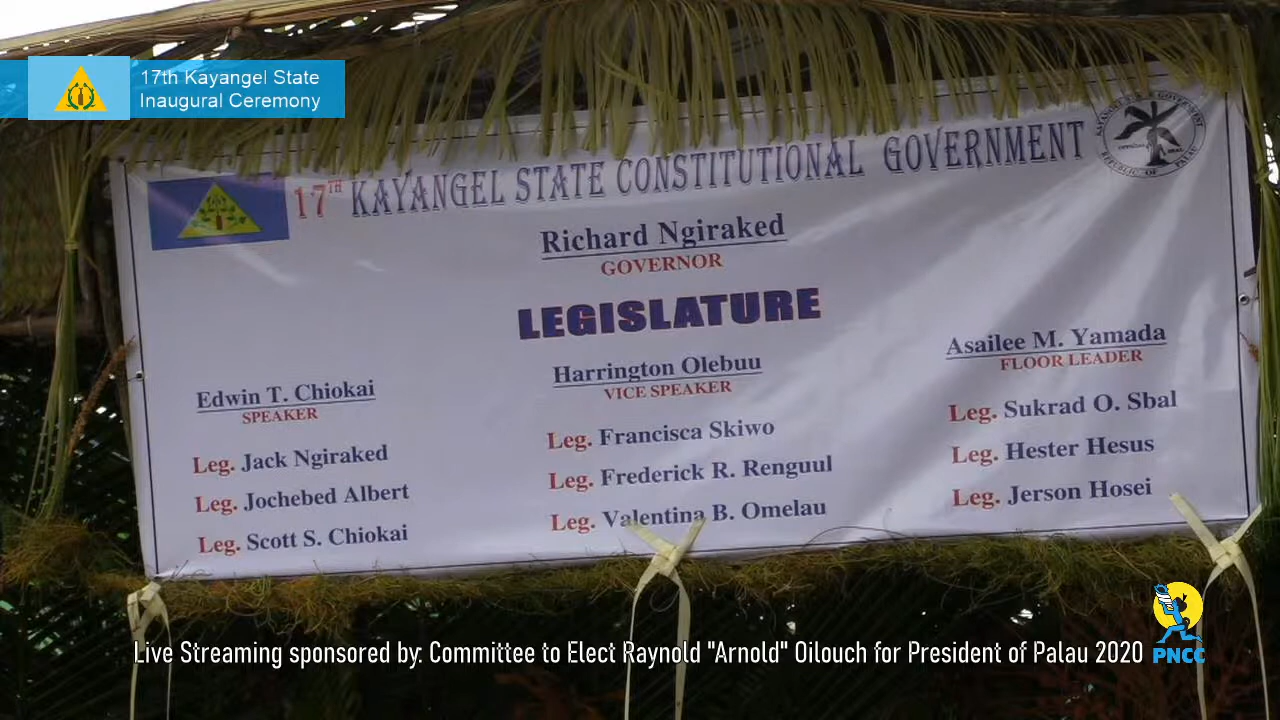 17th Kayangel State
Inaugural Ceremony
17TH KAYANGEL STATE CONSTITUTIONAL GOVERNMENT
REPUBLIC OF PALAU
Richard Ngiraked
GOVERNOR
LEGISLATURE
Edwin T. Chiokai
SPEAKER
Leg. Jack Ngiraked
Leg. Jochebed Albert
Leg. Scott S. Chiokai
Harrington Olebuu
VICE SPEAKER
Leg. Francisca Skiwo
Leg. Frederick R. Renguul
Leg. Valentina B. Omelau
Asailee M. Yamada
FLOOR LEADER
Leg. Sukrad O. Sbal
Leg. Hester Hesus
Leg. Jerson Hosei
Live Streaming sponsored by: Committee to Elect Raynold "Arnold" Oilouch for President of Palau 2020
PNCC